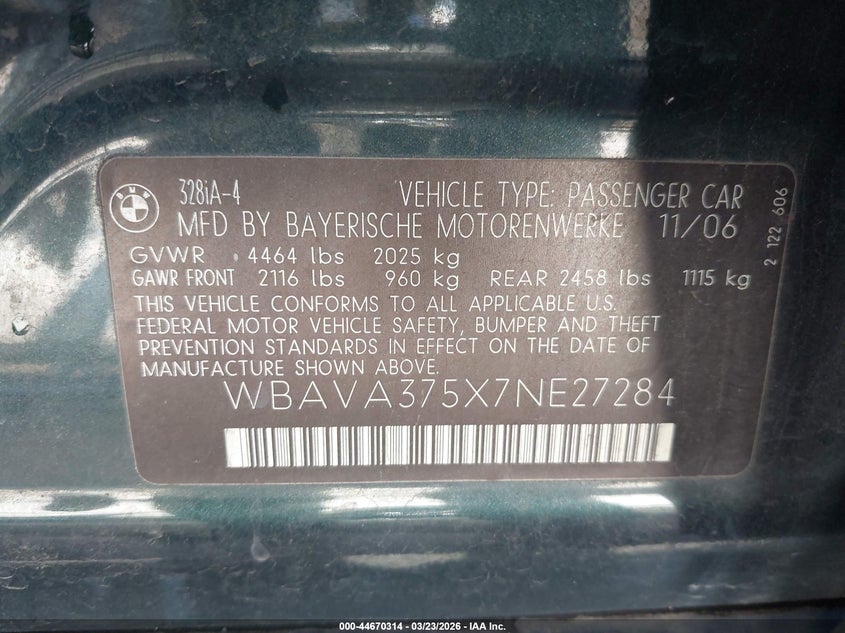 BMW
328iA-4 VEHICLE TYPE: PASSENGER CAR
MFD BY BAYERISCHE MOTORENWERKE 11/06
GVWR 4464 lbs 2025 kg
GAWR FRONT 2116 lbs 960 kg REAR 2458 lbs 1115 kg
THIS VEHICLE CONFORMS TO ALL APPLICABLE U.S.
FEDERAL MOTOR VEHICLE SAFETY, BUMPER AND THEFT
PREVENTION STANDARDS IN EFFECT ON THE DATE OF
MANUFACTURE SHOWN ABOVE.
WBAVA375X7NE27284
2 122 606
000-44670314 - 03/23/2026 - IAA Inc.